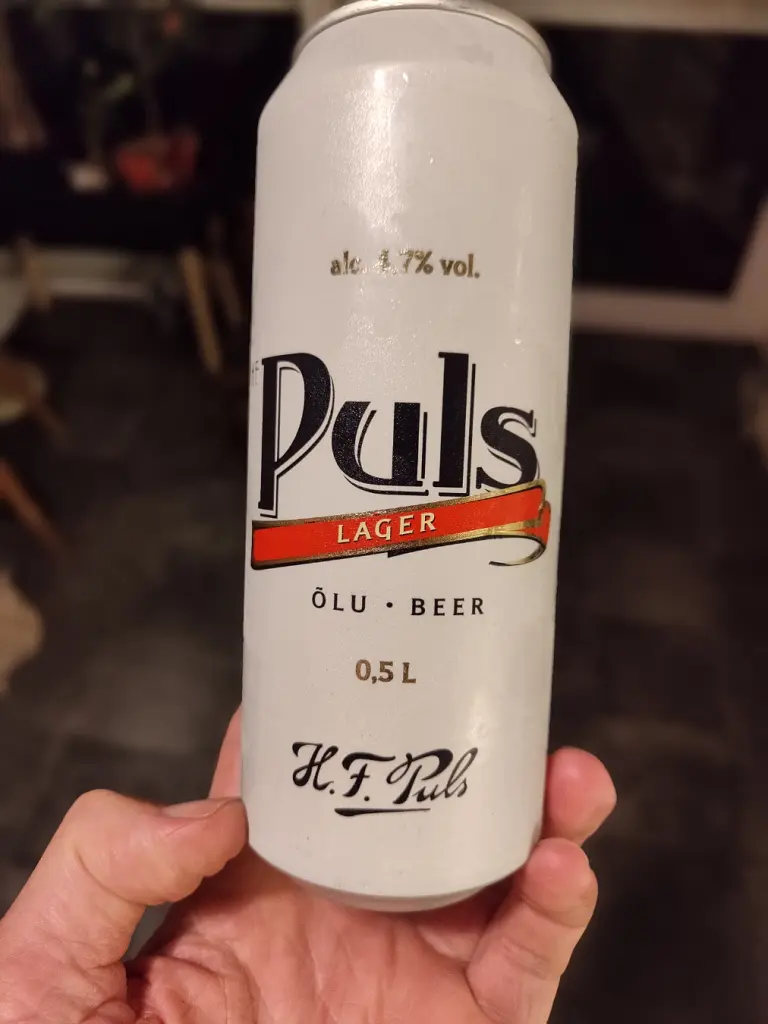 alc. 4.7% vol.
Puls
LAGER
ÕLU • BEER
0,5 L
H. F. Puls